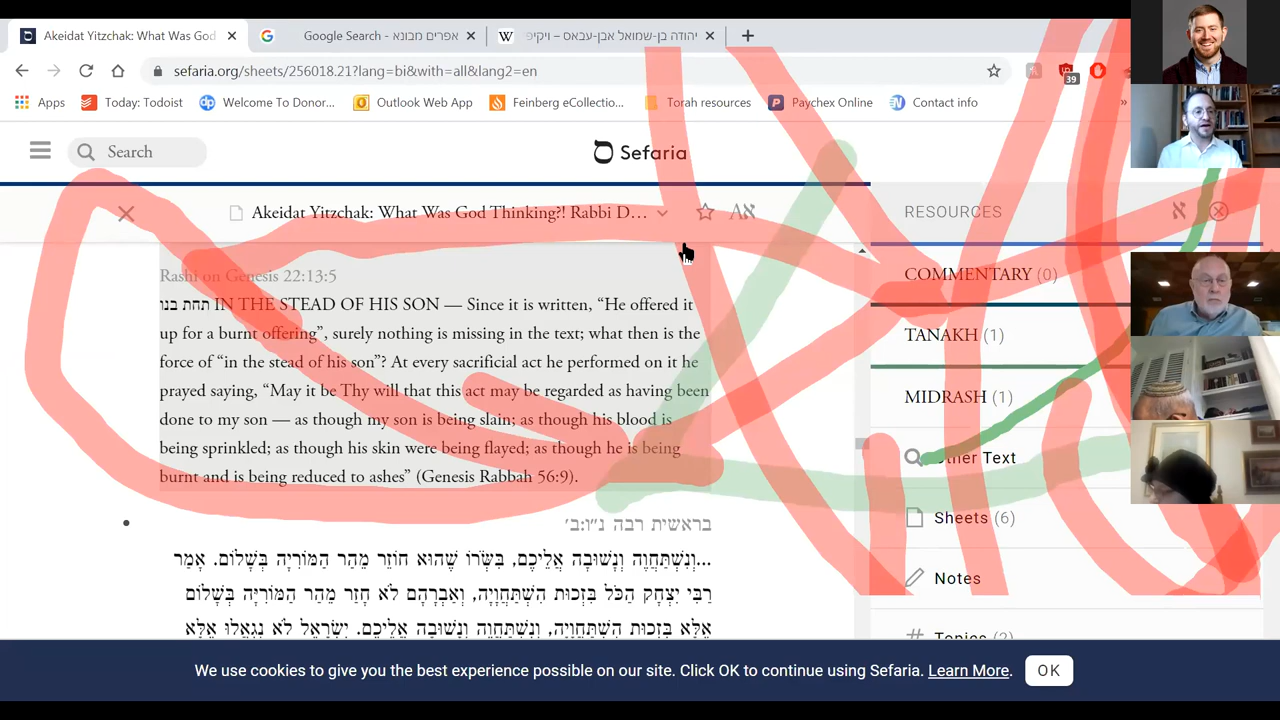 Akeidat Yitzchak: What Was God
Google Search - אפרים מבונא
יהודה בן-שמואל אבן-עבאס – ויקיפ
sefaria.org/sheets/256018.21?lang=bi&with=all&lang2=en
39
Apps
Today: Todoist
Welcome To Donor...
Outlook Web App
Feinberg eCollectio...
Torah resources
Paychex Online
Contact info
»
Search
Sefaria
Akeidat Yitzchak: What Was God Thinking?! Rabbi D...
RESOURCES
Rashi on Genesis 22:13:5
תחת בנו IN THE STEAD OF HIS SON — Since it is written, “He offered it
up for a burnt offering”, surely nothing is missing in the text; what then is the
force of “in the stead of his son”? At every sacrificial act he performed on it he
prayed saying, “May it be Thy will that this act may be regarded as having been
done to my son — as though my son is being slain; as though his blood is
being sprinkled; as though his skin were being flayed; as though he is being
burnt and is being reduced to ashes” (Genesis Rabbah 56:9).
בראשית רבה נ״ו:ב׳
...וְנִשְׁתַּחֲוֶה וְנָשׁוּבָה אֲלֵיכֶם, בִּשְּׂרוֹ שֶׁהוּא חוֹזֵר מֵהַר הַמּוֹרִיָּה בְּשָׁלוֹם. אָמַר
רַבִּי יִצְחָק הַכֹּל בִּזְכוּת הִשְׁתַּחֲוָיָה, וְאַבְרָהָם לֹא חָזַר מֵהַר הַמּוֹרִיָּה בְּשָׁלוֹם
אֶלָּא בִּזְכוּת הִשְׁתַּחֲוָיָה, וְנִשְׁתַּחֲוֶה וְנָשׁוּבָה אֲלֵיכֶם. יִשְׂרָאֵל לֹא נִגְאֲלוּ אֶלָּא
COMMENTARY (0)
TANAKH (1)
MIDRASH (1)
Other Text
Sheets (6)
Notes
Topics (2)
We use cookies to give you the best experience possible on our site. Click OK to continue using Sefaria. Learn More.
OK